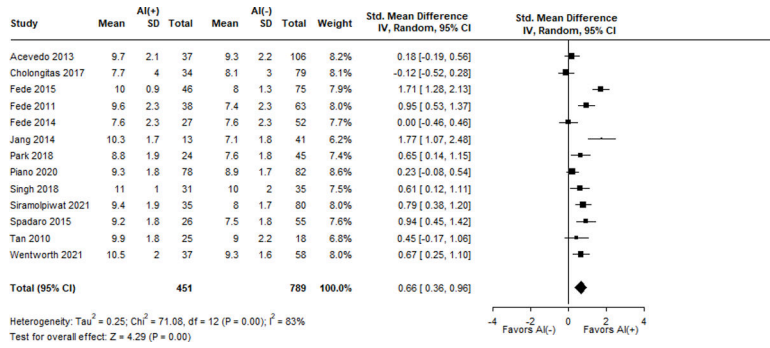 AI(+) AI(-) Std. Mean Difference Std. Mean Difference
Study Mean SD Total Mean SD Total Weight IV, Random, 95% CI IV, Random, 95% CI
Acevedo 2013 9.7 2.1 37 9.3 2.2 106 8.2% 0.18 [-0.19, 0.56]
Cholongitas 2017 7.7 4 34 8.1 3 79 8.1% -0.12 [-0.52, 0.28]
Fede 2015 10 0.9 46 8 1.3 75 8.0% 1.71 [ 1.28, 2.13]
Fede 2011 9.6 2.3 38 7.4 2.3 63 8.0% 0.95 [ 0.53, 1.37]
Fede 2014 7.6 2.3 27 7.6 2.3 52 7.8% 0.00 [-0.46, 0.46]
Jang 2014 10.3 1.7 13 7.1 1.8 41 6.2% 1.77 [ 1.07, 2.48]
Park 2018 8.8 1.9 24 7.6 1.8 45 7.5% 0.65 [ 0.14, 1.15]
Piano 2020 9.3 1.8 78 8.9 1.7 82 8.6% 0.23 [-0.08, 0.54]
Singh 2018 11 1 31 10 2 35 7.6% 0.61 [ 0.12, 1.11]
Siramolpiwat 2021 9.4 1.9 35 8 1.7 80 8.0% 0.79 [ 0.38, 1.20]
Spadaro 2015 9.2 1.8 26 7.5 1.8 55 7.6% 0.94 [ 0.45, 1.42]
Tan 2010 9.9 1.8 25 9 2.2 18 6.8% 0.45 [-0.17, 1.06]
Wentworth 2021 10.5 2 37 9.3 1.6 58 7.9% 0.67 [ 0.25, 1.10]
Total (95% CI) 451 789 100.0% 0.66 [ 0.36, 0.96]
Heterogeneity: Tau² = 0.25; Chi² = 71.08, df = 12 (P = 0.00); I² = 83%
Test for overall effect: Z = 4.29 (P = 0.00)
-4 -2 0 2 4
Favors AI(-) Favors AI(+)